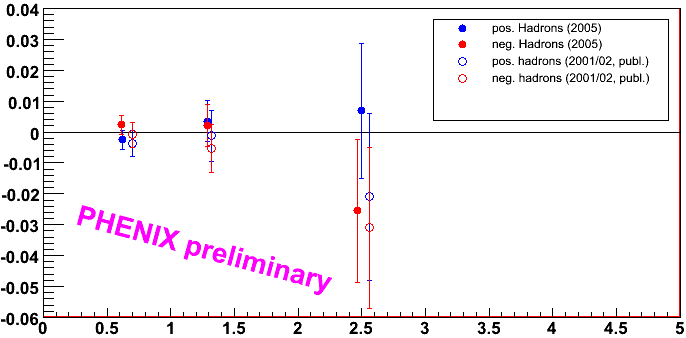 0.04
0.03
0.02
0.01
0
-0.01
-0.02
-0.03
-0.04
-0.05
-0.06
pos. Hadrons (2005)
neg. Hadrons (2005)
pos. hadrons (2001/02, publ.)
neg. hadrons (2001/02, publ.)
PHENIX preliminary
0 0.5 1 1.5 2 2.5 3 3.5 4 4.5 5